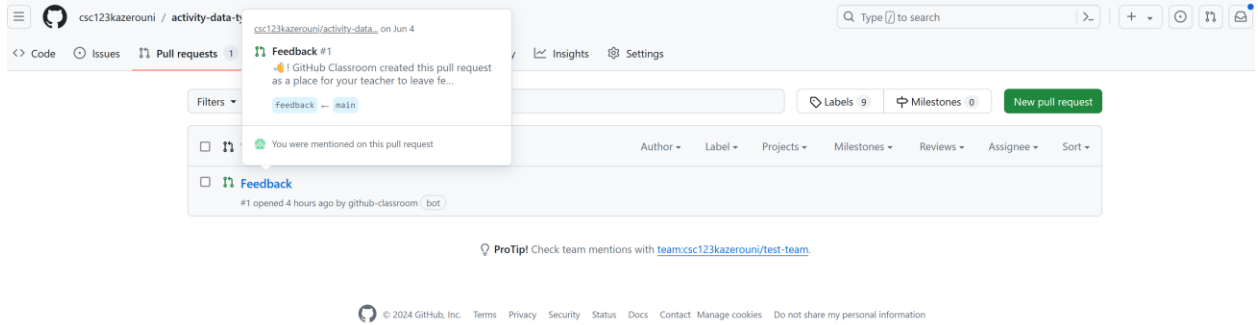 csc123kazerouni / activity-data-ty
Type / to search
csc123kazerouni/activity-data... on Jun 4
Code Issues Pull requests 1 Insights Settings
Feedback #1
! GitHub Classroom created this pull request
as a place for your teacher to leave fe...
feedback ← main
Filters Labels 9 Milestones 0 New pull request
You were mentioned on this pull request
Author Label Projects Milestones Reviews Assignee Sort
Feedback
#1 opened 4 hours ago by github-classroom bot
ProTip! Check team mentions with team:csc123kazerouni/test-team.
© 2024 GitHub, Inc. Terms Privacy Security Status Docs Contact Manage cookies Do not share my personal information